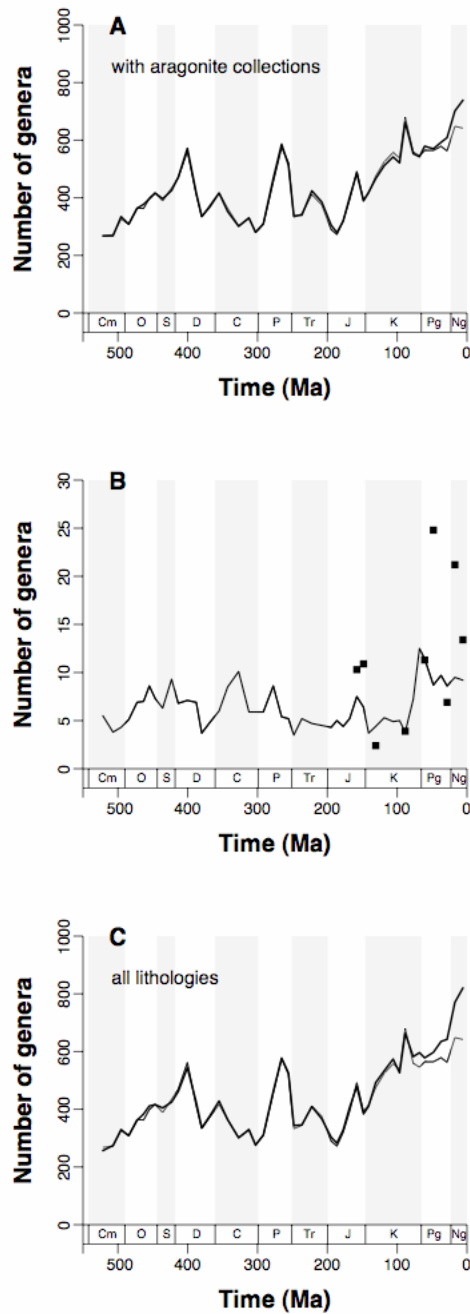 A
with aragonite collections
Number of genera
1000
800
600
400
200
0
Cm O S D C P Tr J K Pg Ng
500 400 300 200 100 0
Time (Ma)
B
Number of genera
30
25
20
15
10
5
0
Cm O S D C P Tr J K Pg Ng
500 400 300 200 100 0
Time (Ma)
C
all lithologies
Number of genera
1000
800
600
400
200
0
Cm O S D C P Tr J K Pg Ng
500 400 300 200 100 0
Time (Ma)